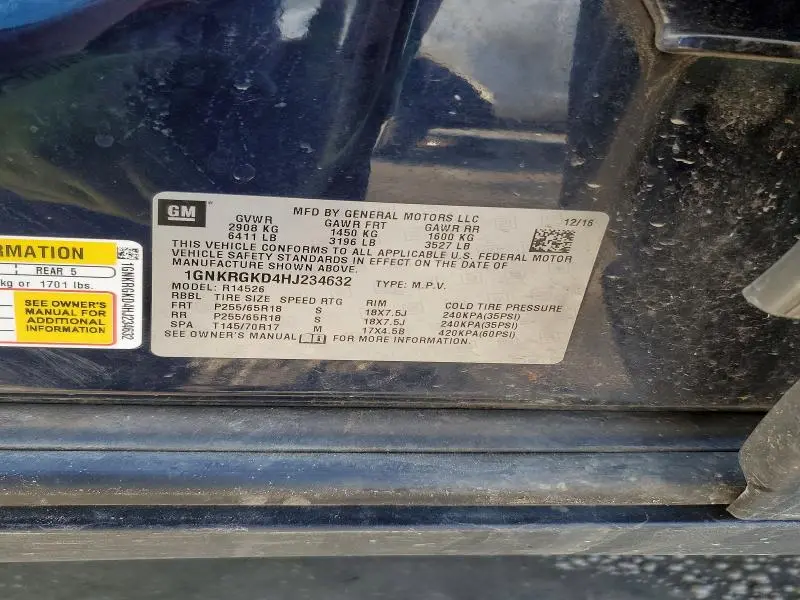 GM
MFD BY GENERAL MOTORS LLC
12/16
GVWR GAWR FRT GAWR RR
2908 KG 1450 KG 1600 KG
6411 LB 3196 LB 3527 LB
THIS VEHICLE CONFORMS TO ALL APPLICABLE U.S. FEDERAL MOTOR
VEHICLE SAFETY STANDARDS IN EFFECT ON THE DATE OF
MANUFACTURE SHOWN ABOVE.
1GNKRGKD4HJ234632
MODEL: R14526 TYPE: M.P.V.
RBBL TIRE SIZE SPEED RTG RIM COLD TIRE PRESSURE
FRT P255/65R18 S 18X7.5J 240KPA(35PSI)
RR P255/65R18 S 18X7.5J 240KPA(35PSI)
SPA T145/70R17 M 17X4.5B 420KPA(60PSI)
SEE OWNER'S MANUAL i FOR MORE INFORMATION.
RMATION
REAR 5
kg or 1701 lbs.
SEE OWNER'S
MANUAL FOR
ADDITIONAL
INFORMATION
1GNKRGKD4HJ234632